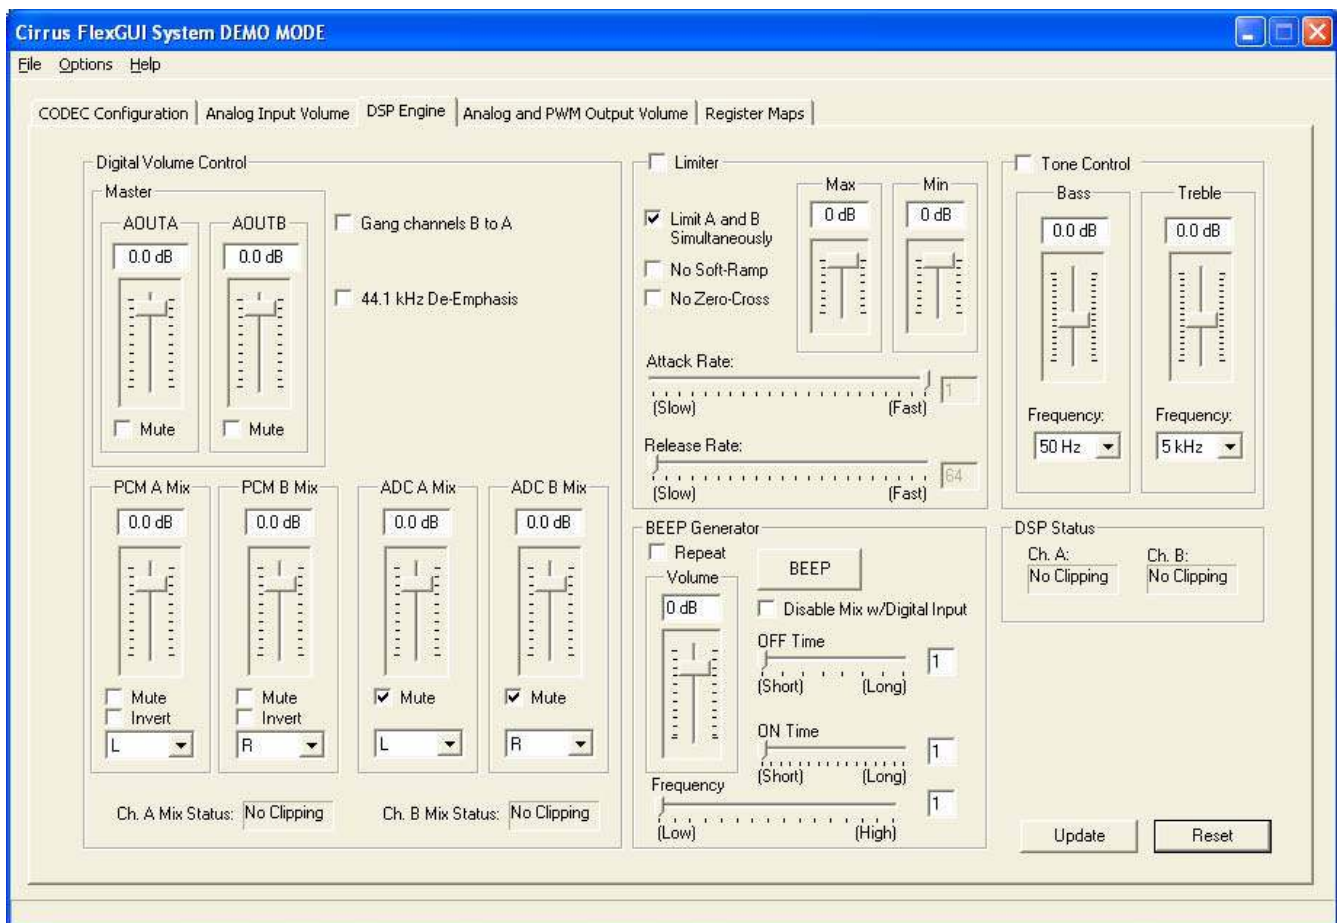 Cirrus FlexGUI System DEMO MODE
File Options Help
CODEC Configuration Analog Input Volume DSP Engine Analog and PWM Output Volume Register Maps
Digital Volume Control
Master
AOUTA AOUTB
0.0 dB 0.0 dB
Mute Mute
Gang channels B to A
44.1 kHz De-Emphasis
PCM A Mix PCM B Mix ADC A Mix ADC B Mix
0.0 dB 0.0 dB 0.0 dB 0.0 dB
Mute Mute Mute Mute
Invert Invert
L R L R
Ch. A Mix Status: No Clipping Ch. B Mix Status: No Clipping
Limiter
Max Min
0 dB 0 dB
Limit A and B
Simultaneously
No Soft-Ramp
No Zero-Cross
Attack Rate:
1
(Slow) (Fast)
Release Rate:
64
(Slow) (Fast)
BEEP Generator
Repeat
BEEP
Volume
0 dB
Disable Mix w/Digital Input
OFF Time
1
(Short) (Long)
ON Time
1
(Short) (Long)
Frequency
1
(Low) (High)
Tone Control
Bass Treble
0.0 dB 0.0 dB
Frequency: Frequency:
50 Hz 5 kHz
DSP Status
Ch. A: Ch. B:
No Clipping No Clipping
Update Reset